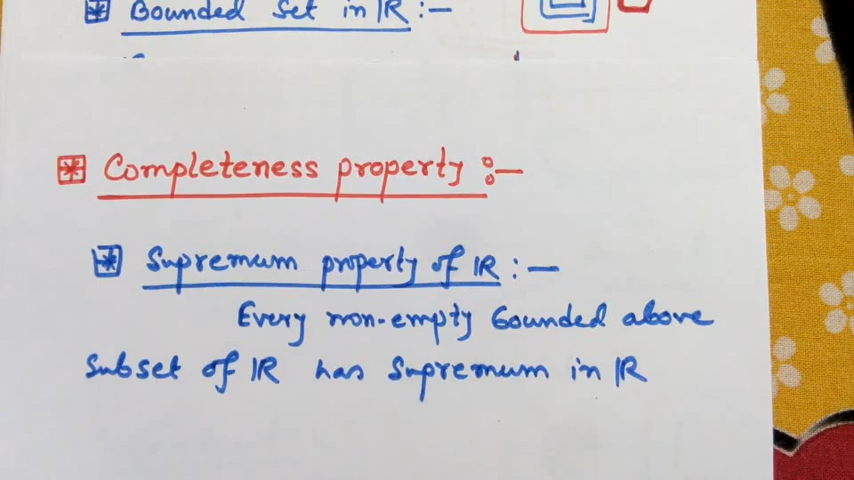 Bounded Set in ℝ :-
Completeness property :-
Supremum property of ℝ :-
Every non-empty bounded above
Subset of ℝ has Supremum in ℝ